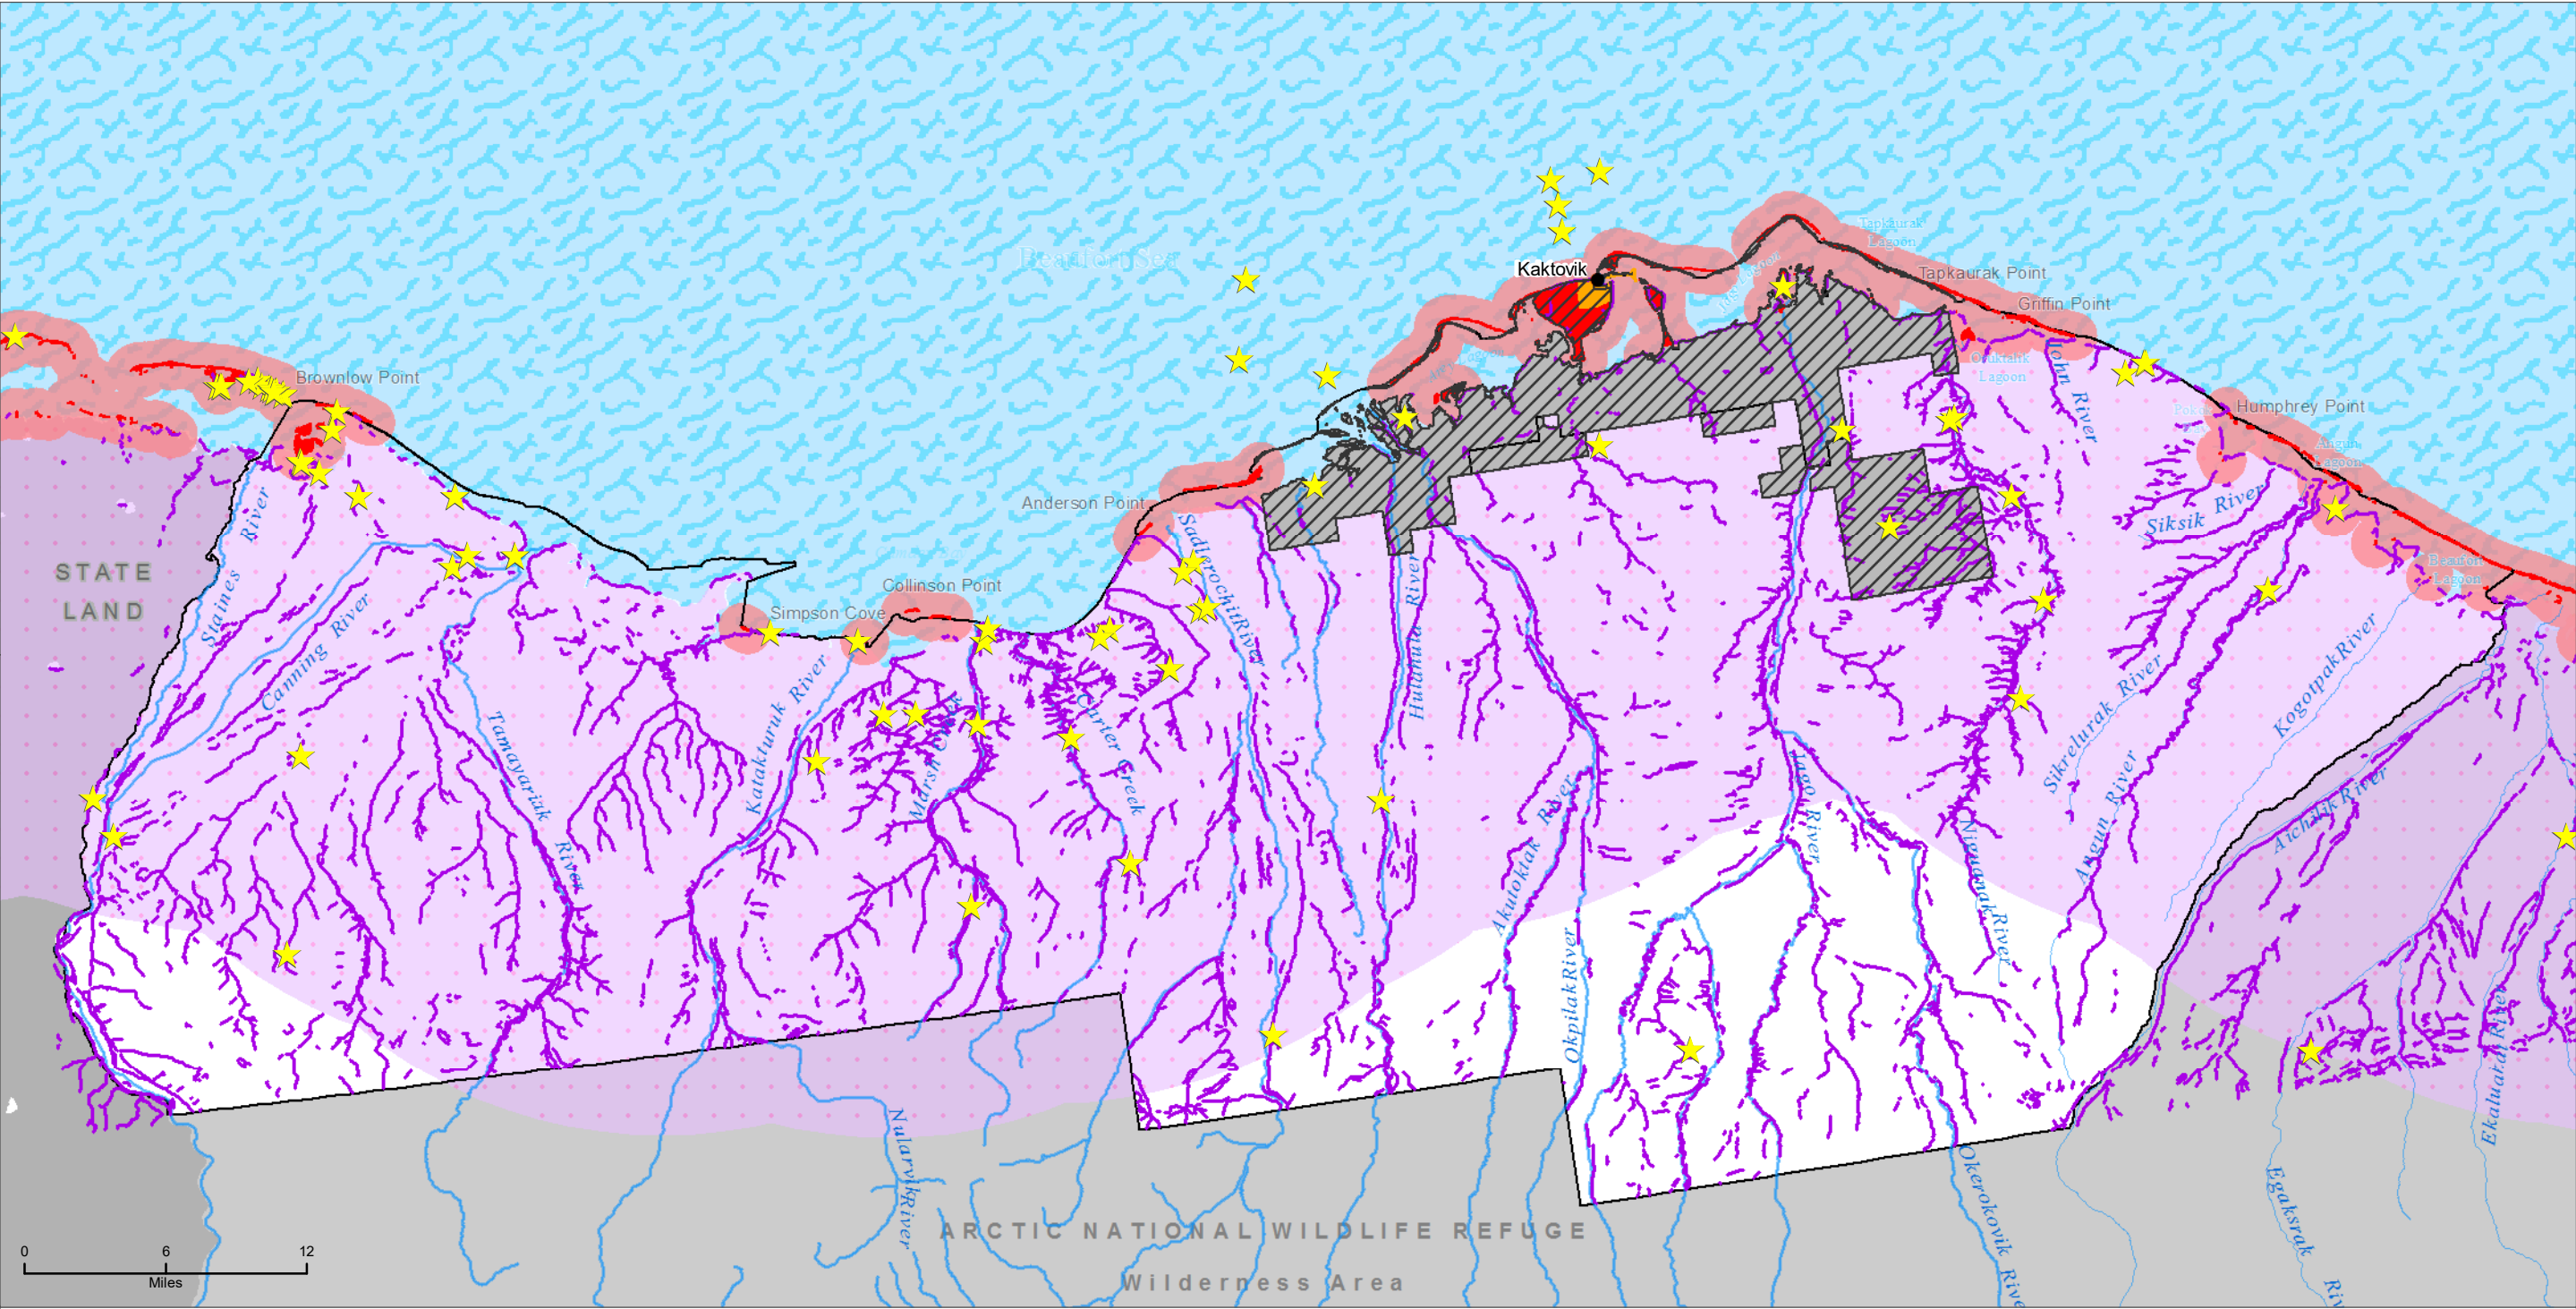 Beaufort Sea
Kaktovik
Tapkaurak
Lagoon
Jago Lagoon
Tapkaurak Point
Griffin Point
Brownlow Point
Arey Lagoon
Oruktalik
Lagoon
John River
Humphrey Point
Angun
Lagoon
Anderson Point
Siksik River
STATE
LAND
Staines River
Canning River
Collinson Point
Simpson Cove
Sadlerochit River
Hulahula River
Beaufort
Lagoon
Tamayariak River
Katakturuk River
Marsh Creek
Carter Creek
Akutoktak River
Okpilak River
Jago River
Niguanak River
Sikrelurak River
Angun River
Kogotpak River
Aichilik River
Nularvik River
Okerokovik Rive
Egaksrak Riv
Ekaluakat River
ARCTIC NATIONAL WILDLIFE REFUGE
Wilderness Area
0 6 12
Miles